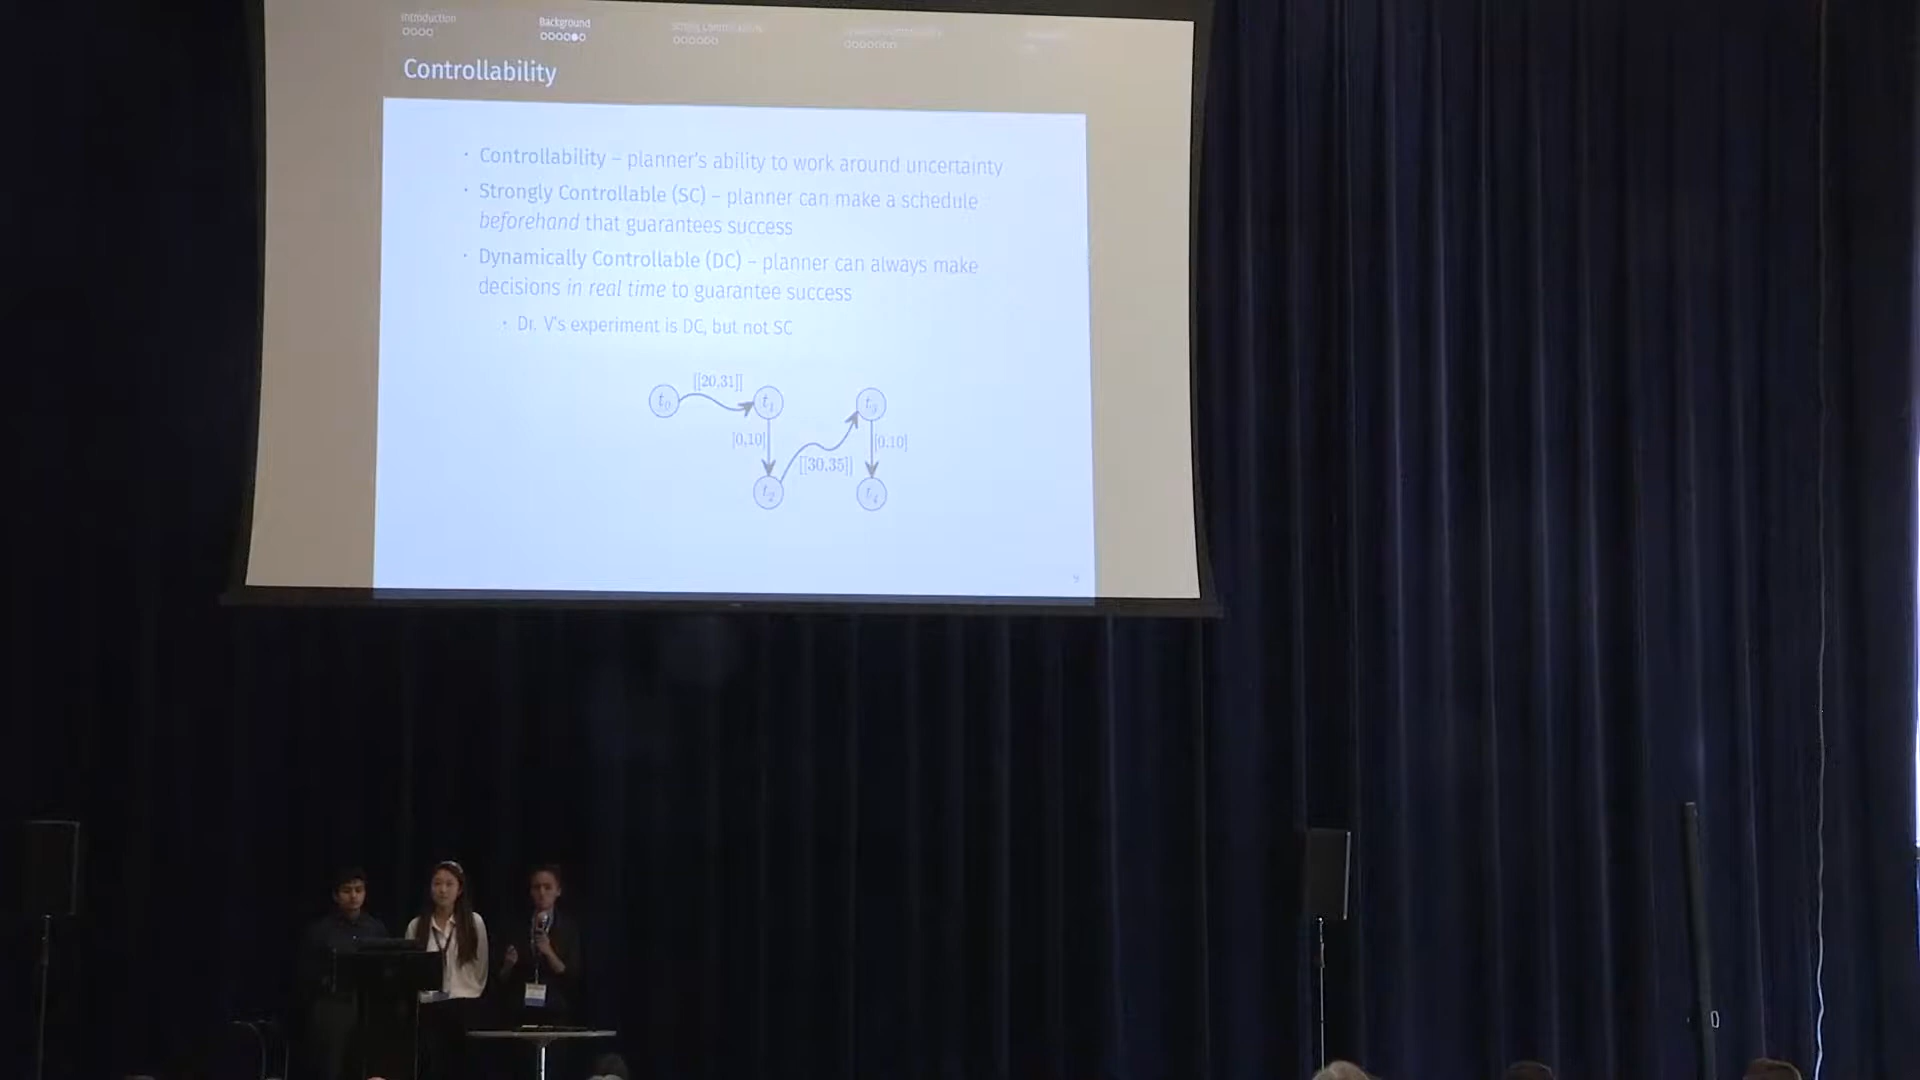 Introduction
Background
Controllability
· Controllability – planner's ability to work around uncertainty
· Strongly Controllable (SC) – planner can make a schedule
beforehand that guarantees success
· Dynamically Controllable (DC) – planner can always make
decisions in real time to guarantee success
· Dr. V's experiment is DC, but not SC
[[20,31]]
t0
t1
t3
[0,10]
[0,10]
[[30,35]]
t2
t4